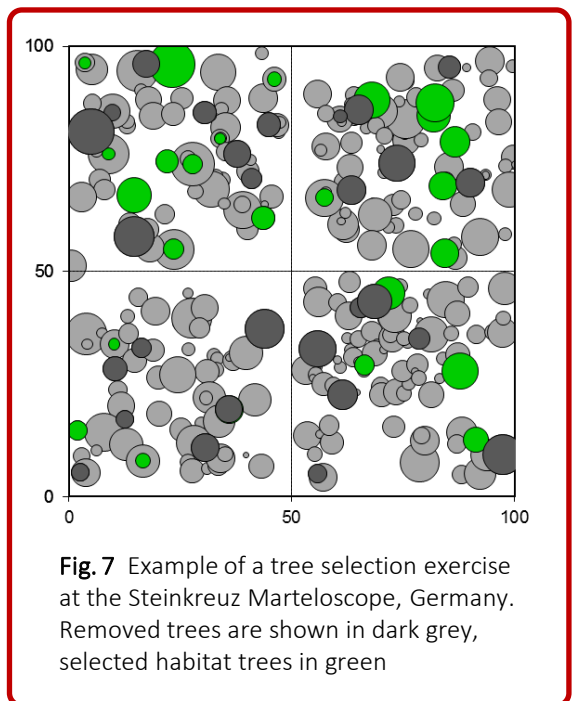 100
50
0
0 50 100
Fig. 7 Example of a tree selection exercise
at the Steinkreuz Marteloscope, Germany.
Removed trees are shown in dark grey,
selected habitat trees in green